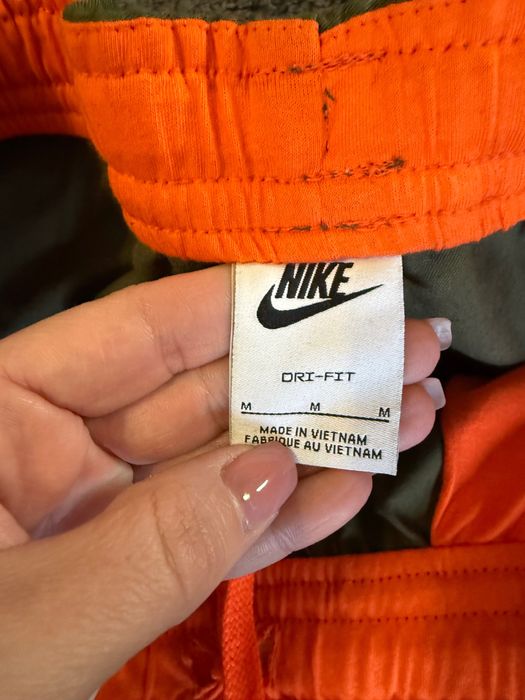 NIKE
DRI-FIT
M M M
MADE IN VIETNAM
FABRIQUE AU VIETNAM